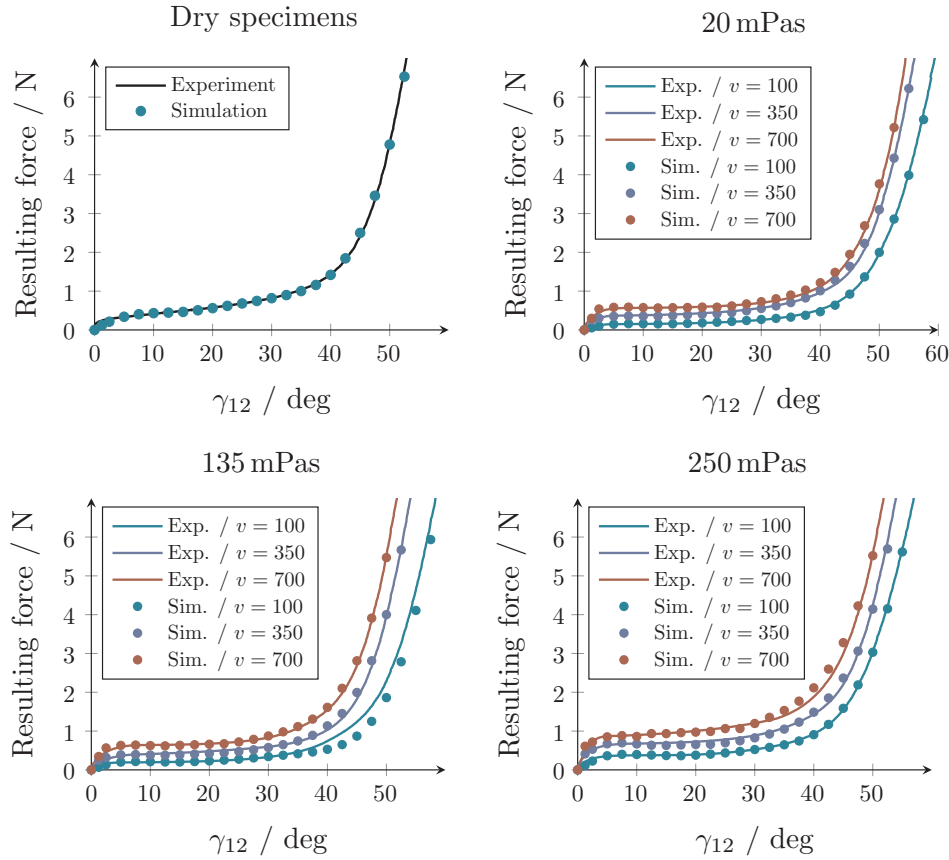 Dry specimens
Resulting force / N
6
5
4
3
2
1
0
Experiment
Simulation
0 10 20 30 40 50
γ12 / deg
20 mPas
Resulting force / N
6
5
4
3
2
1
0
Exp. / v = 100
Exp. / v = 350
Exp. / v = 700
Sim. / v = 100
Sim. / v = 350
Sim. / v = 700
0 10 20 30 40 50 60
γ12 / deg
135 mPas
Resulting force / N
6
5
4
3
2
1
0
Exp. / v = 100
Exp. / v = 350
Exp. / v = 700
Sim. / v = 100
Sim. / v = 350
Sim. / v = 700
0 10 20 30 40 50
γ12 / deg
250 mPas
Resulting force / N
6
5
4
3
2
1
0
Exp. / v = 100
Exp. / v = 350
Exp. / v = 700
Sim. / v = 100
Sim. / v = 350
Sim. / v = 700
0 10 20 30 40 50
γ12 / deg